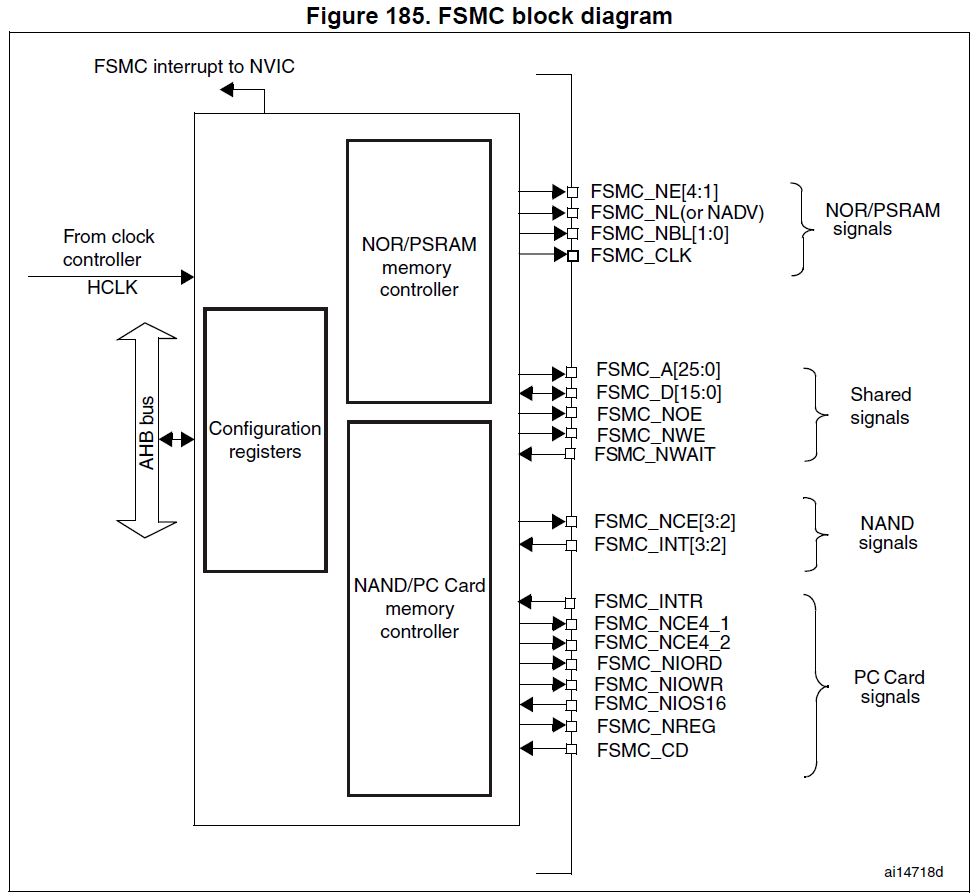 Figure 185. FSMC block diagram
FSMC interrupt to NVIC
From clock
controller
HCLK
AHB bus
Configuration
registers
NOR/PSRAM
memory
controller
NAND/PC Card
memory
controller
FSMC_NE[4:1]
FSMC_NL(or NADV)
FSMC_NBL[1:0]
FSMC_CLK
NOR/PSRAM
signals
FSMC_A[25:0]
FSMC_D[15:0]
FSMC_NOE
FSMC_NWE
FSMC_NWAIT
Shared
signals
FSMC_NCE[3:2]
FSMC_INT[3:2]
NAND
signals
FSMC_INTR
FSMC_NCE4_1
FSMC_NCE4_2
FSMC_NIORD
FSMC_NIOWR
FSMC_NIOS16
FSMC_NREG
FSMC_CD
PC Card
signals
ai14718d